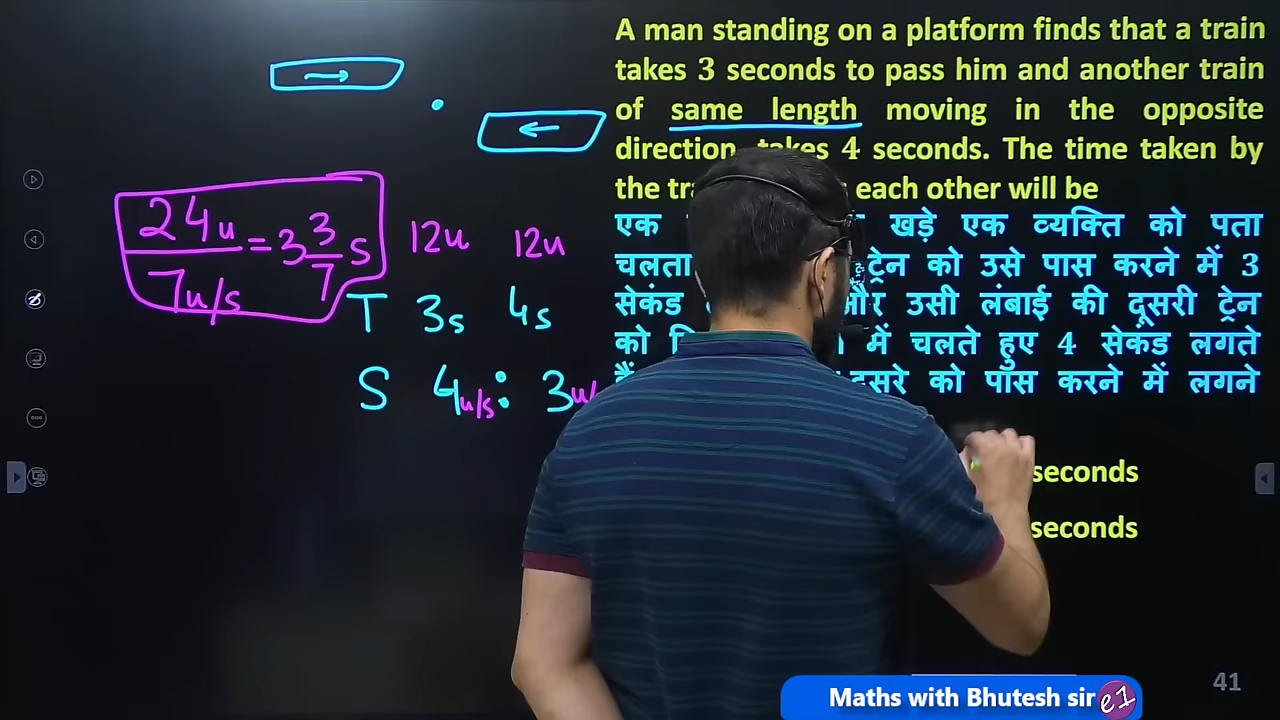 A man standing on a platform finds that a train
takes 3 seconds to pass him and another train
of same length moving in the opposite
direction takes 4 seconds. The time taken by
the each other will be
एक खड़े एक व्यक्ति को पता
चलता ट्रेन को उसे पास करने में 3
सेकंड और उसी लंबाई की दूसरी ट्रेन
को में चलते हुए 4 सेकंड लगते
दूसरे को पास करने में लगने
seconds
seconds
24u
7u/s
= 3 3/7 s
12u 12u
T 3s 4s
S 4u/s : 3u/
41
Maths with Bhutesh sir
e1